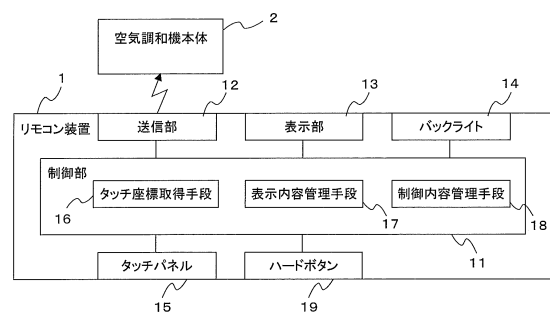 空気調和機本体
2
1
12
13
14
リモコン装置
送信部
表示部
バックライト
制御部
タッチ座標取得手段
表示内容管理手段
制御内容管理手段
16
17
18
11
タッチパネル
ハードボタン
15
19